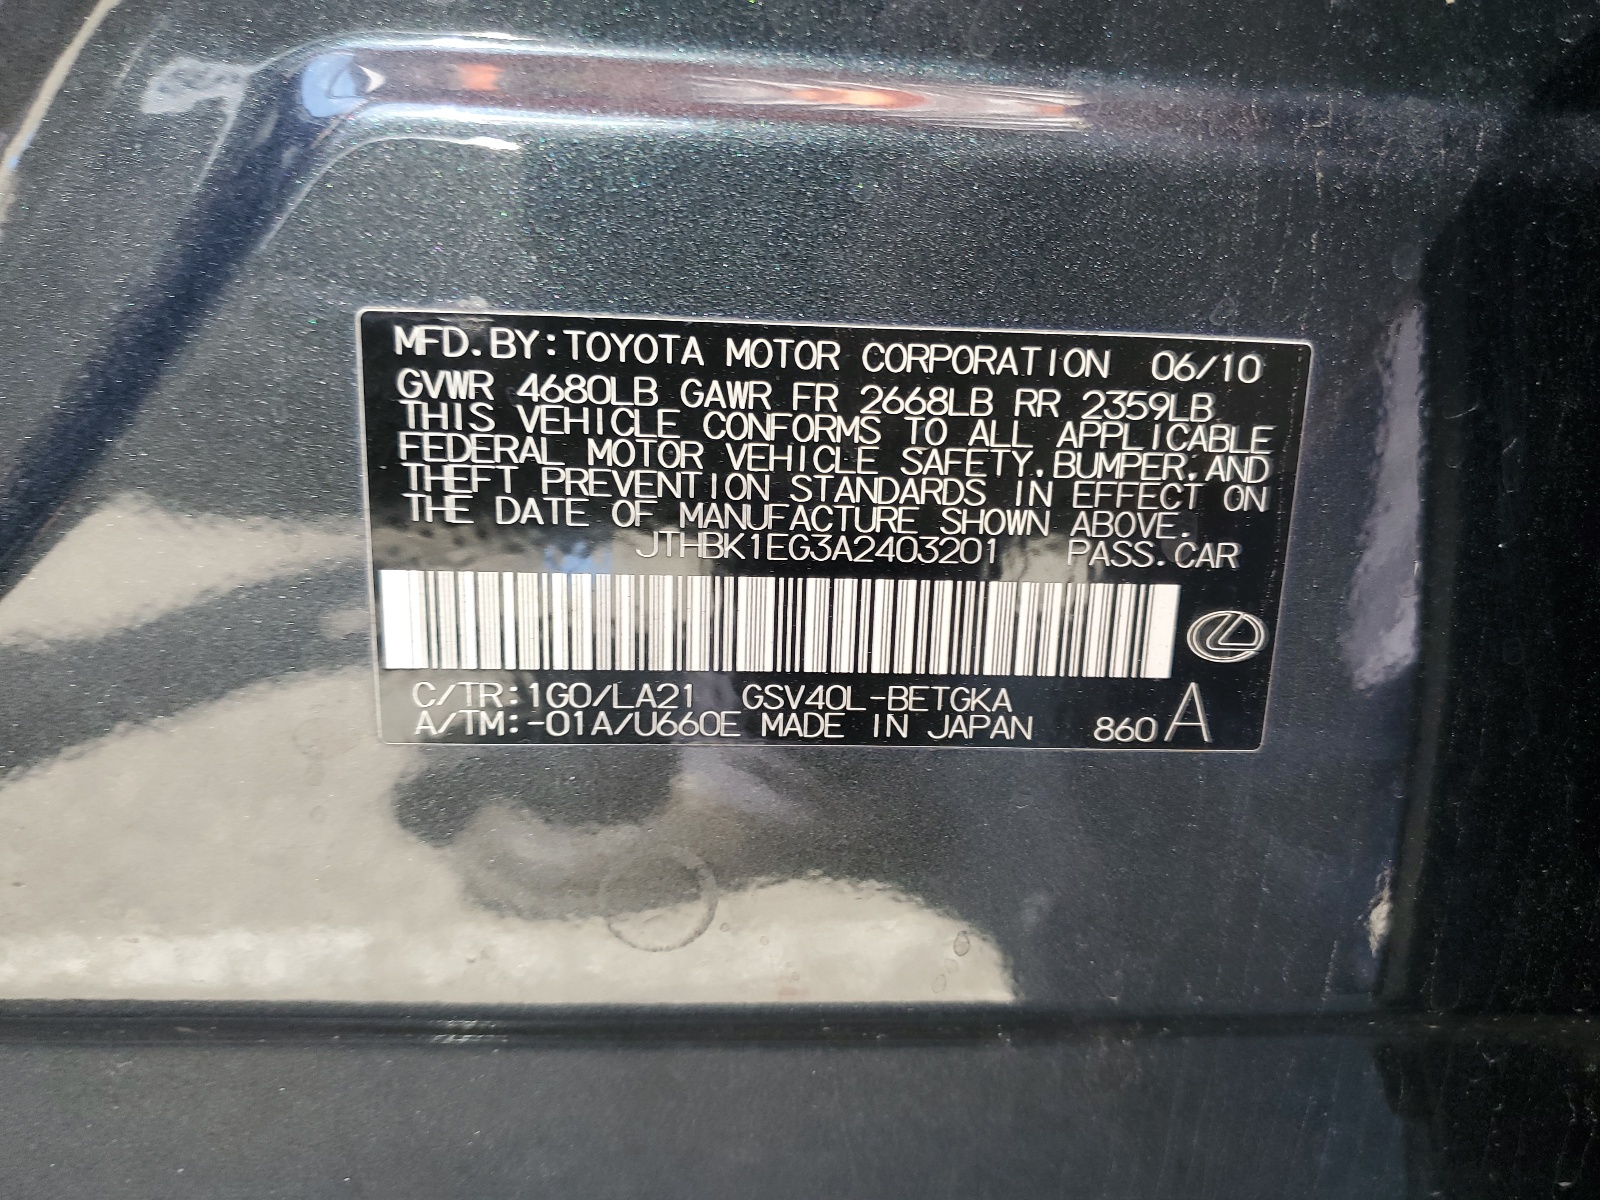 MFD.BY:TOYOTA MOTOR CORPORATION 06/10
GVWR 4680LB GAWR FR 2668LB RR 2359LB
THIS VEHICLE CONFORMS TO ALL APPLICABLE
FEDERAL MOTOR VEHICLE SAFETY,BUMPER,AND
THEFT PREVENTION STANDARDS IN EFFECT ON
THE DATE OF MANUFACTURE SHOWN ABOVE.
JTHBK1EG3A2403201 PASS.CAR
C/TR:1G0/LA21 GSV40L-BETGKA
A/TM:-01A/U660E MADE IN JAPAN 860 A